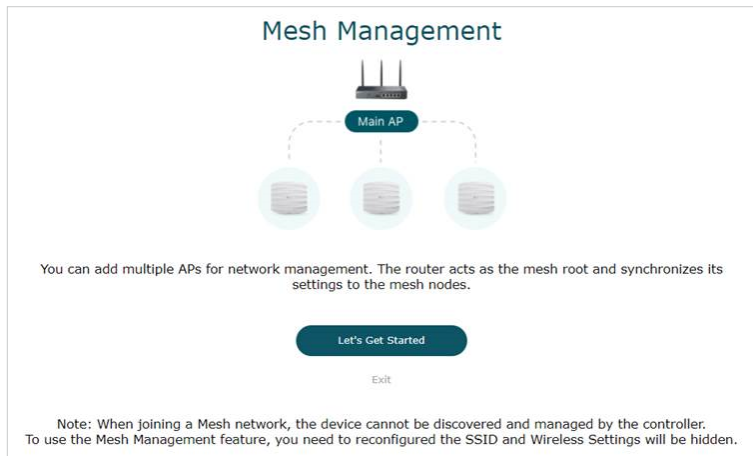 Mesh Management
Main AP
You can add multiple APs for network management. The router acts as the mesh root and synchronizes its
settings to the mesh nodes.
Let's Get Started
Exit
Note: When joining a Mesh network, the device cannot be discovered and managed by the controller.
To use the Mesh Management feature, you need to reconfigured the SSID and Wireless Settings will be hidden.